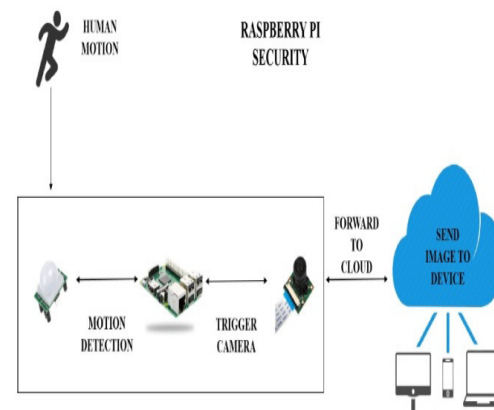 HUMAN
MOTION
RASPBERRY PI
SECURITY
MOTION
DETECTION
TRIGGER
CAMERA
FORWARD
TO
CLOUD
SEND
IMAGE TO
DEVICE